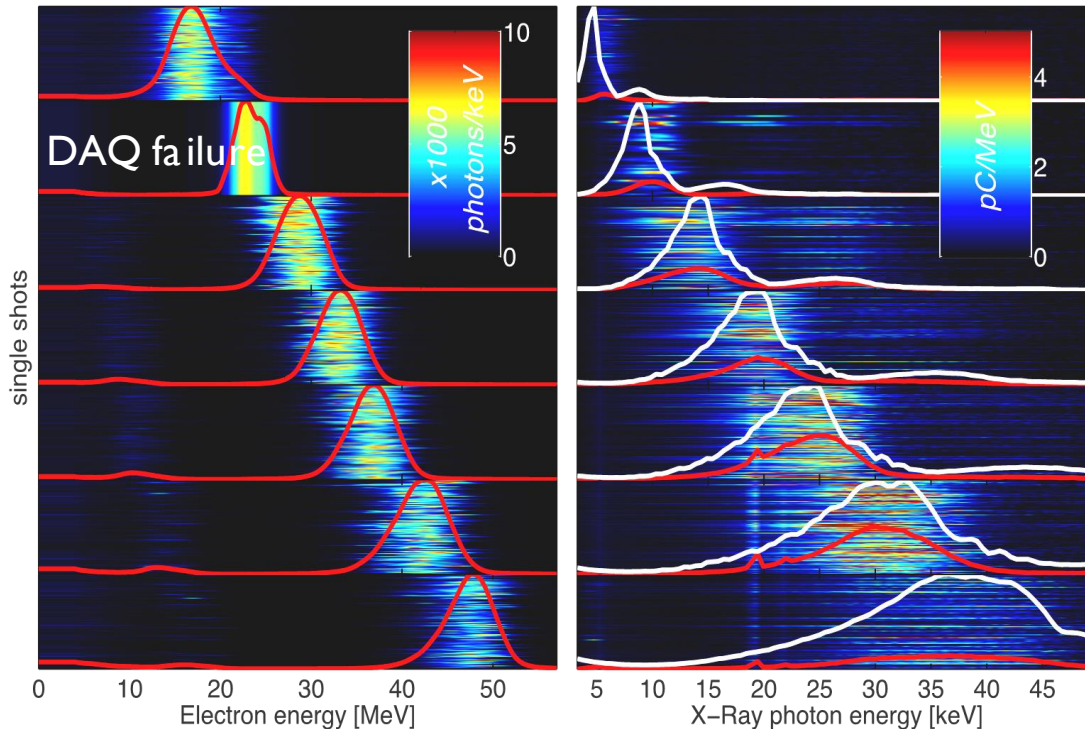 single shots
DAQ failure
10
5
0
x1000
photons/keV
4
2
0
pC/MeV
0 10 20 30 40 50
Electron energy [MeV]
5 10 15 20 25 30 35 40 45
X-Ray photon energy [keV]